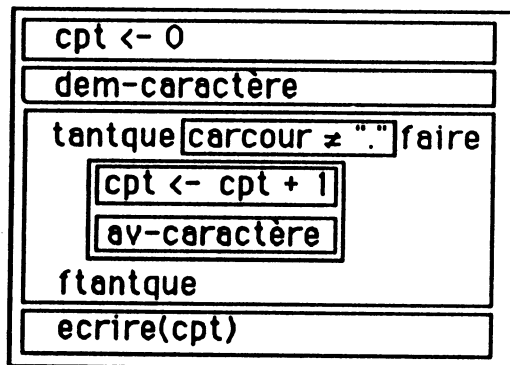 cpt <- 0
dem-caractère
tantque carcour ≠ "." faire
cpt <- cpt + 1
av-caractère
ftantque
ecrire(cpt)